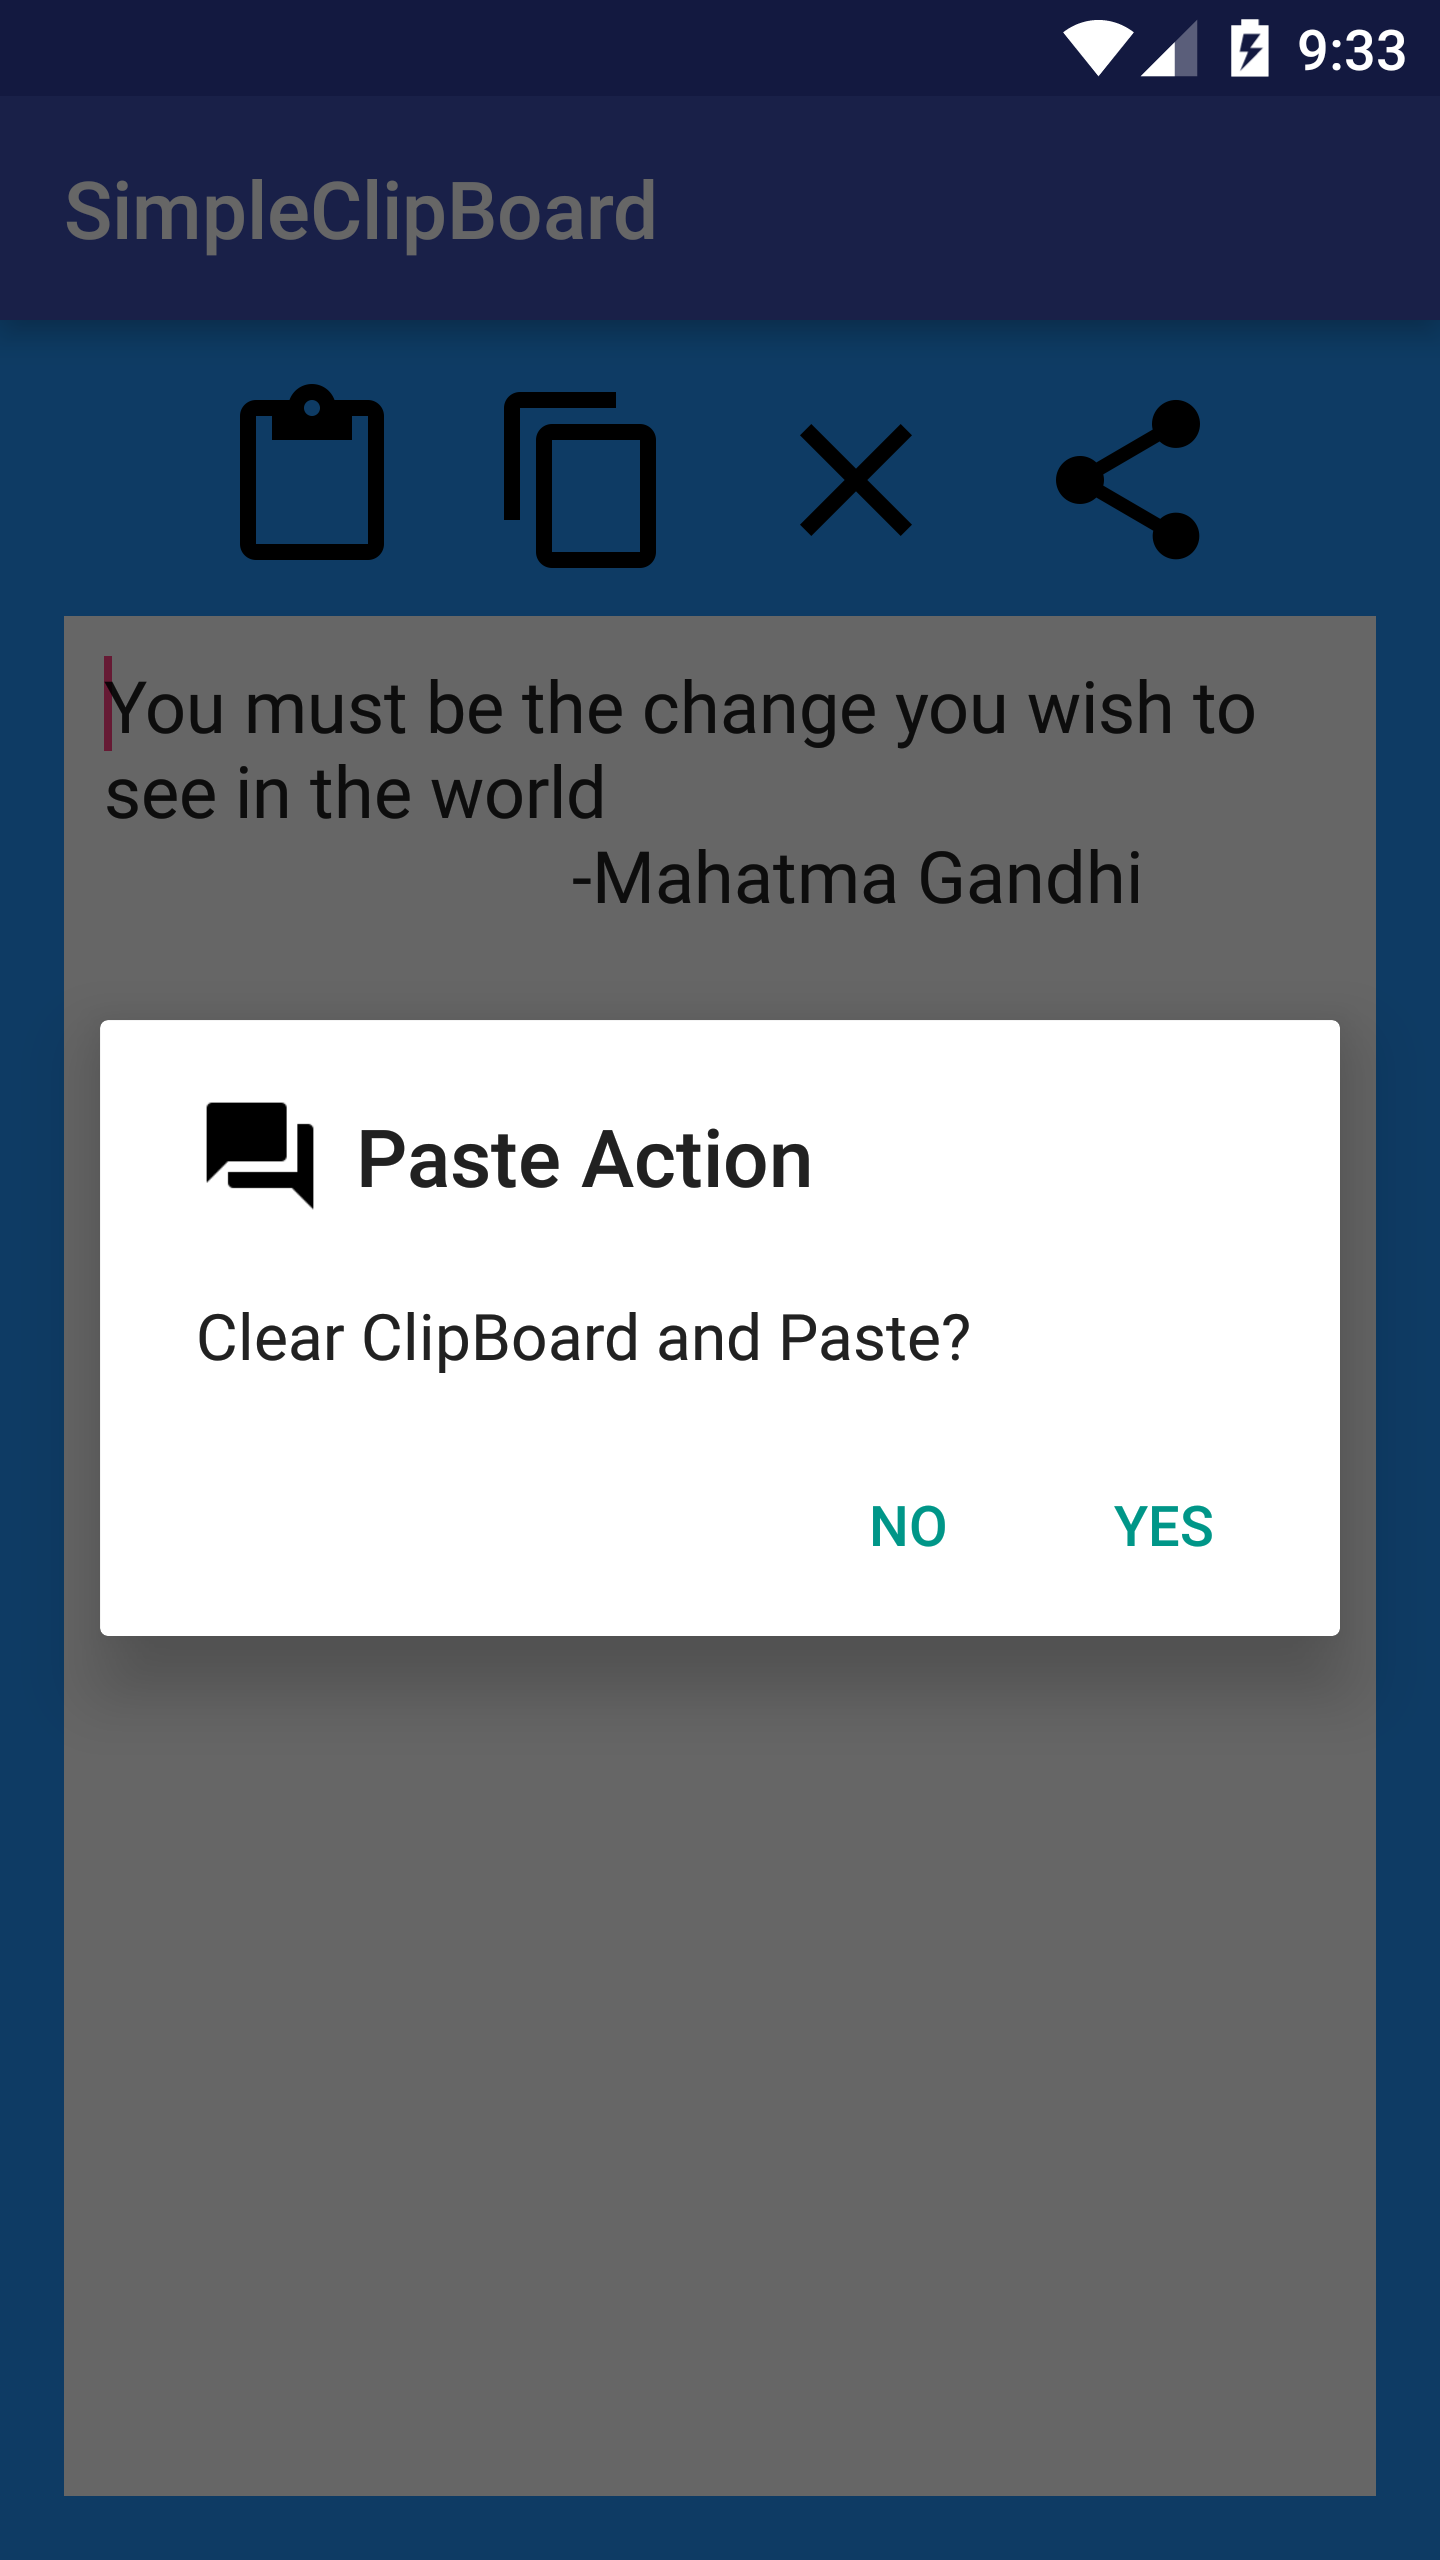 9:33
SimpleClipBoard
You must be the change you wish to
see in the world
-Mahatma Gandhi
Paste Action
Clear ClipBoard and Paste?
NO YES